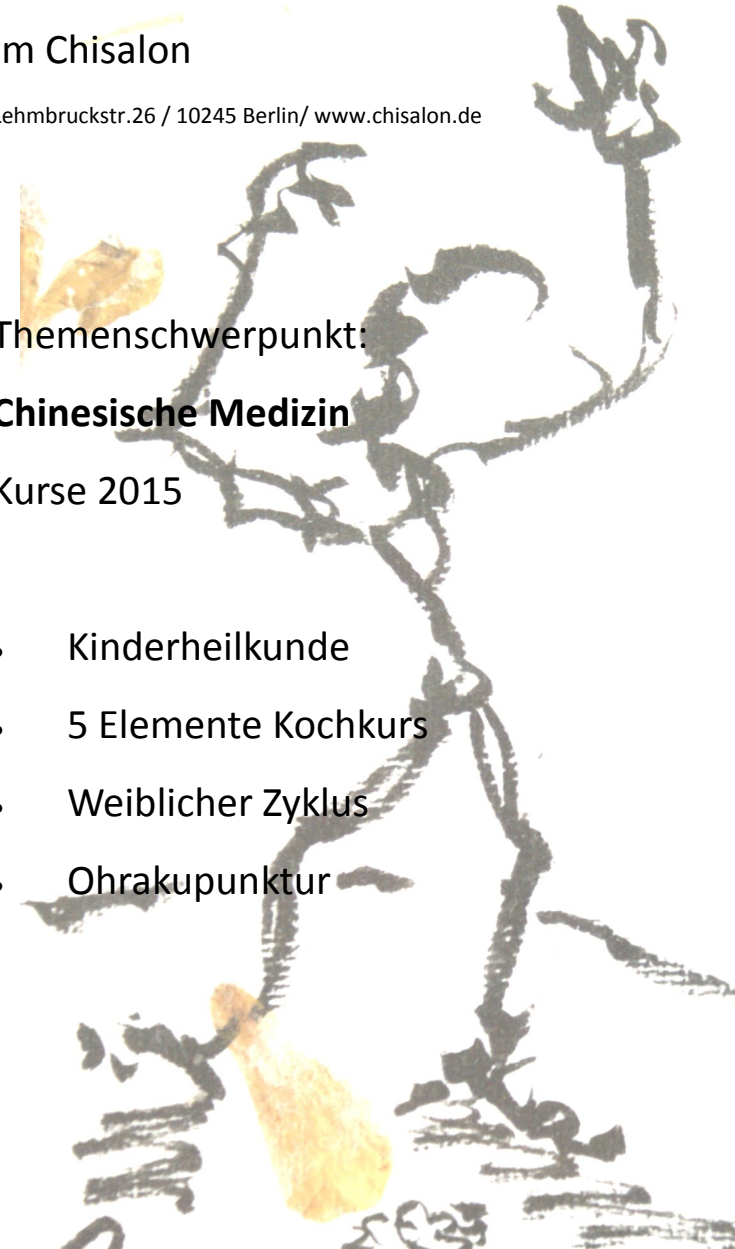 m Chisalon
Lehmbruckstr.26 / 10245 Berlin/ www.chisalon.de
Themenschwerpunkt:
Chinesische Medizin
Kurse 2015
• Kinderheilkunde
• 5 Elemente Kochkurs
• Weiblicher Zyklus
• Ohrakupunktur